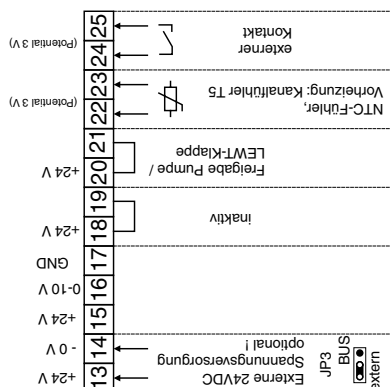 extern
BUS
JP3
Externe 24VDC
Spannungsversorgung
optional !
13
+24 V
14
- 0 V
15
+24 V
16
0-10 V
17
GND
inaktiv
18
+24 V
19
Freigabe Pumpe /
LEWT-Klappe
20
+24 V
21
NTC-Fühler,
Vorheizung: Kanalfühler T5
22
23
(Potential 3 V)
externer
Kontakt
24
25
(Potential 3 V)